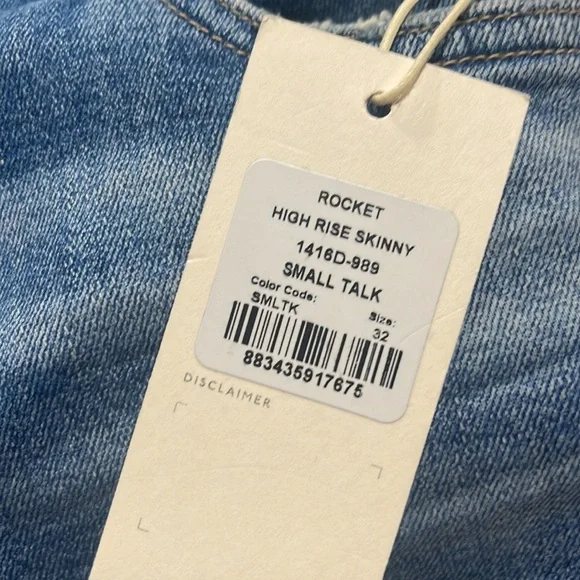 ROCKET
HIGH RISE SKINNY
1416D-989
SMALL TALK
Color Code: Size:
SMLTK 32
883435917675
DISCLAIMER